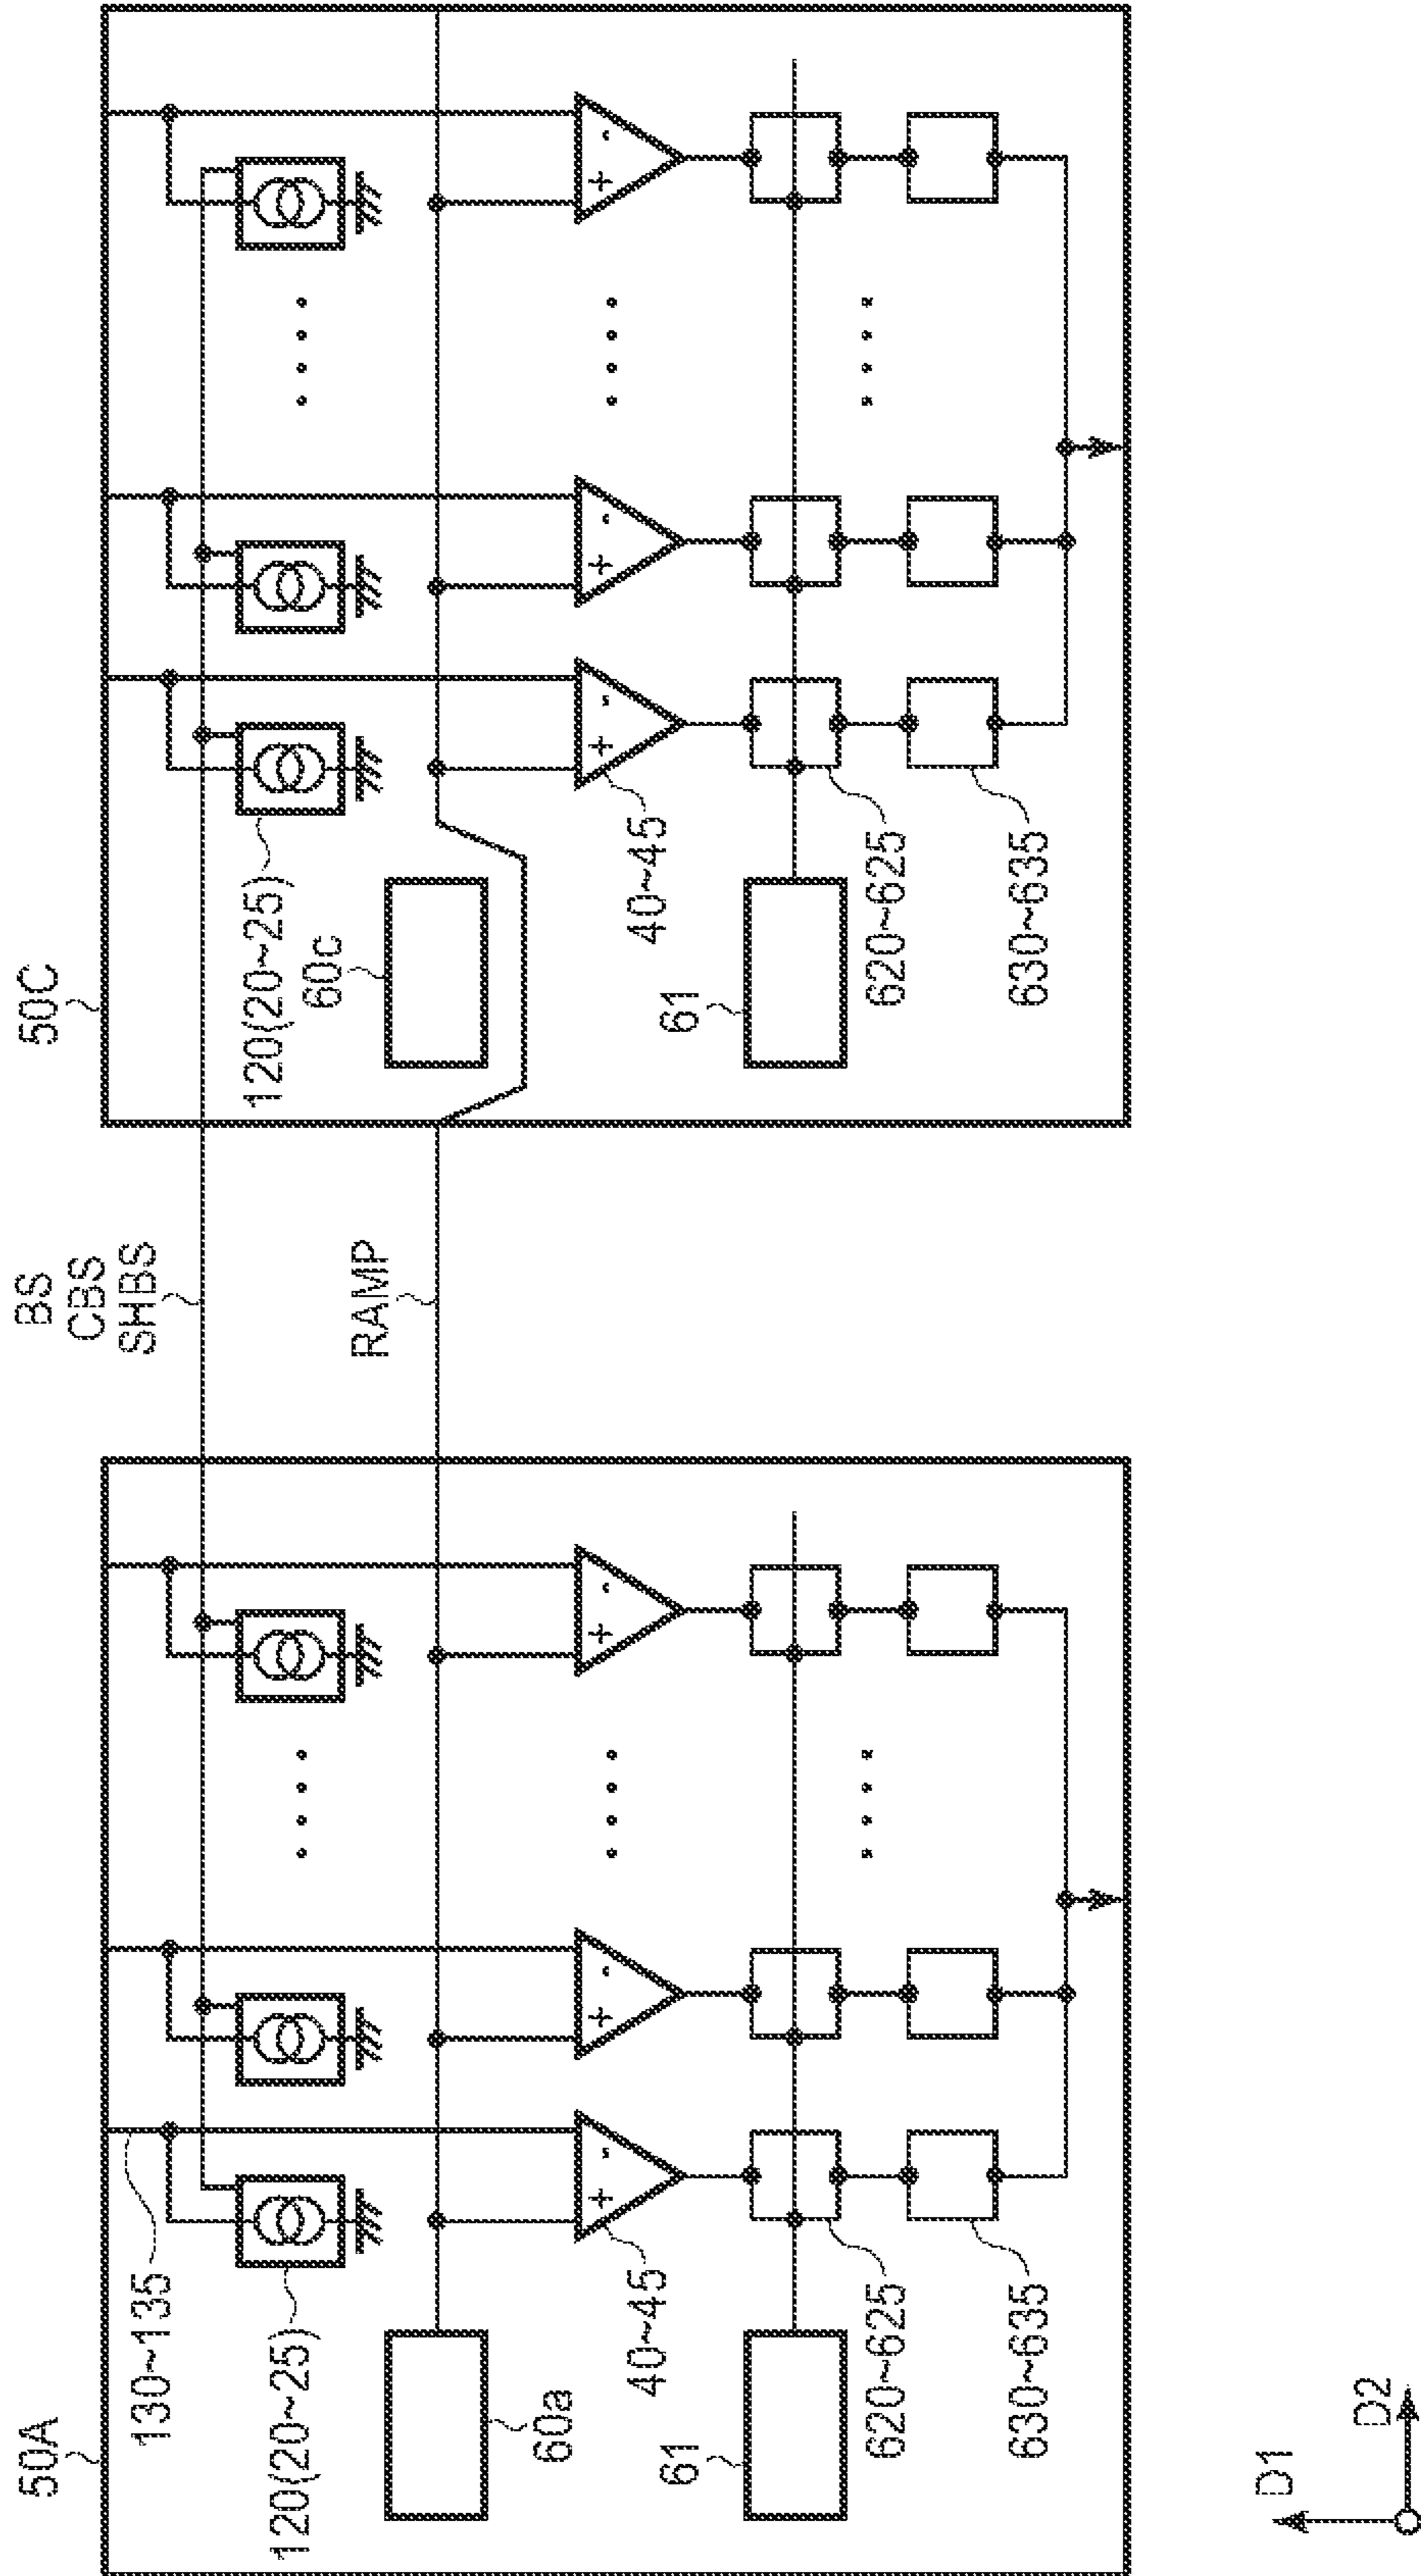 50A
130~135
120(20~25)
60a
40~45
61
620~625
630~635
BS
CBS
SHBS
RAMP
50C
120(20~25)
60c
40~45
61
620~625
630~635
+ -
+ -
+ -
+ -
+ -
+ -
D1
D2